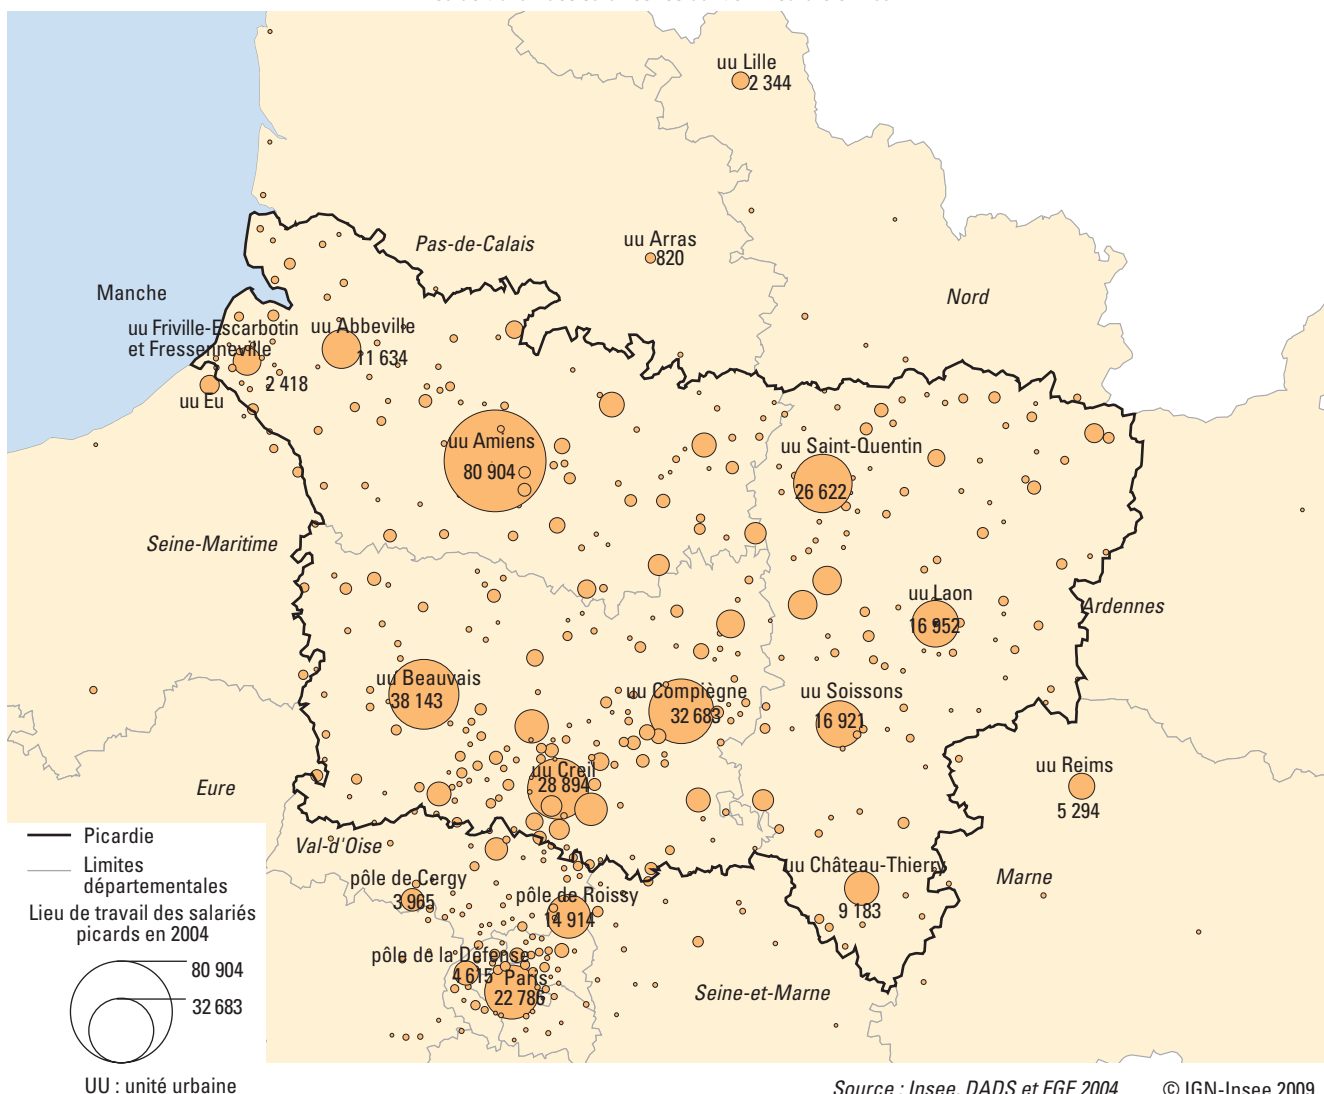 uu Lille
2 344
uu Arras
820
Pas-de-Calais
Nord
Manche
uu Friville-Escarbotin
et Fressenneville
2 418
uu Abbeville
11 634
uu Eu
uu Amiens
80 904
uu Saint-Quentin
26 622
Seine-Maritime
uu Laon
16 952
Ardennes
uu Beauvais
38 143
uu Compiègne
32 683
uu Soissons
16 921
uu Creil
28 894
uu Reims
5 294
Eure
Val-d'Oise
uu Château-Thierry
9 183
Marne
pôle de Cergy
3 965
pôle de Roissy
14 914
pôle de la Défense
4 615
Paris
22 786
Seine-et-Marne
Picardie
Limites
départementales
Lieu de travail des salariés
picards en 2004
80 904
32 683
UU : unité urbaine
Source : Insee, DADS et FGE 2004
© IGN-Insee 2009